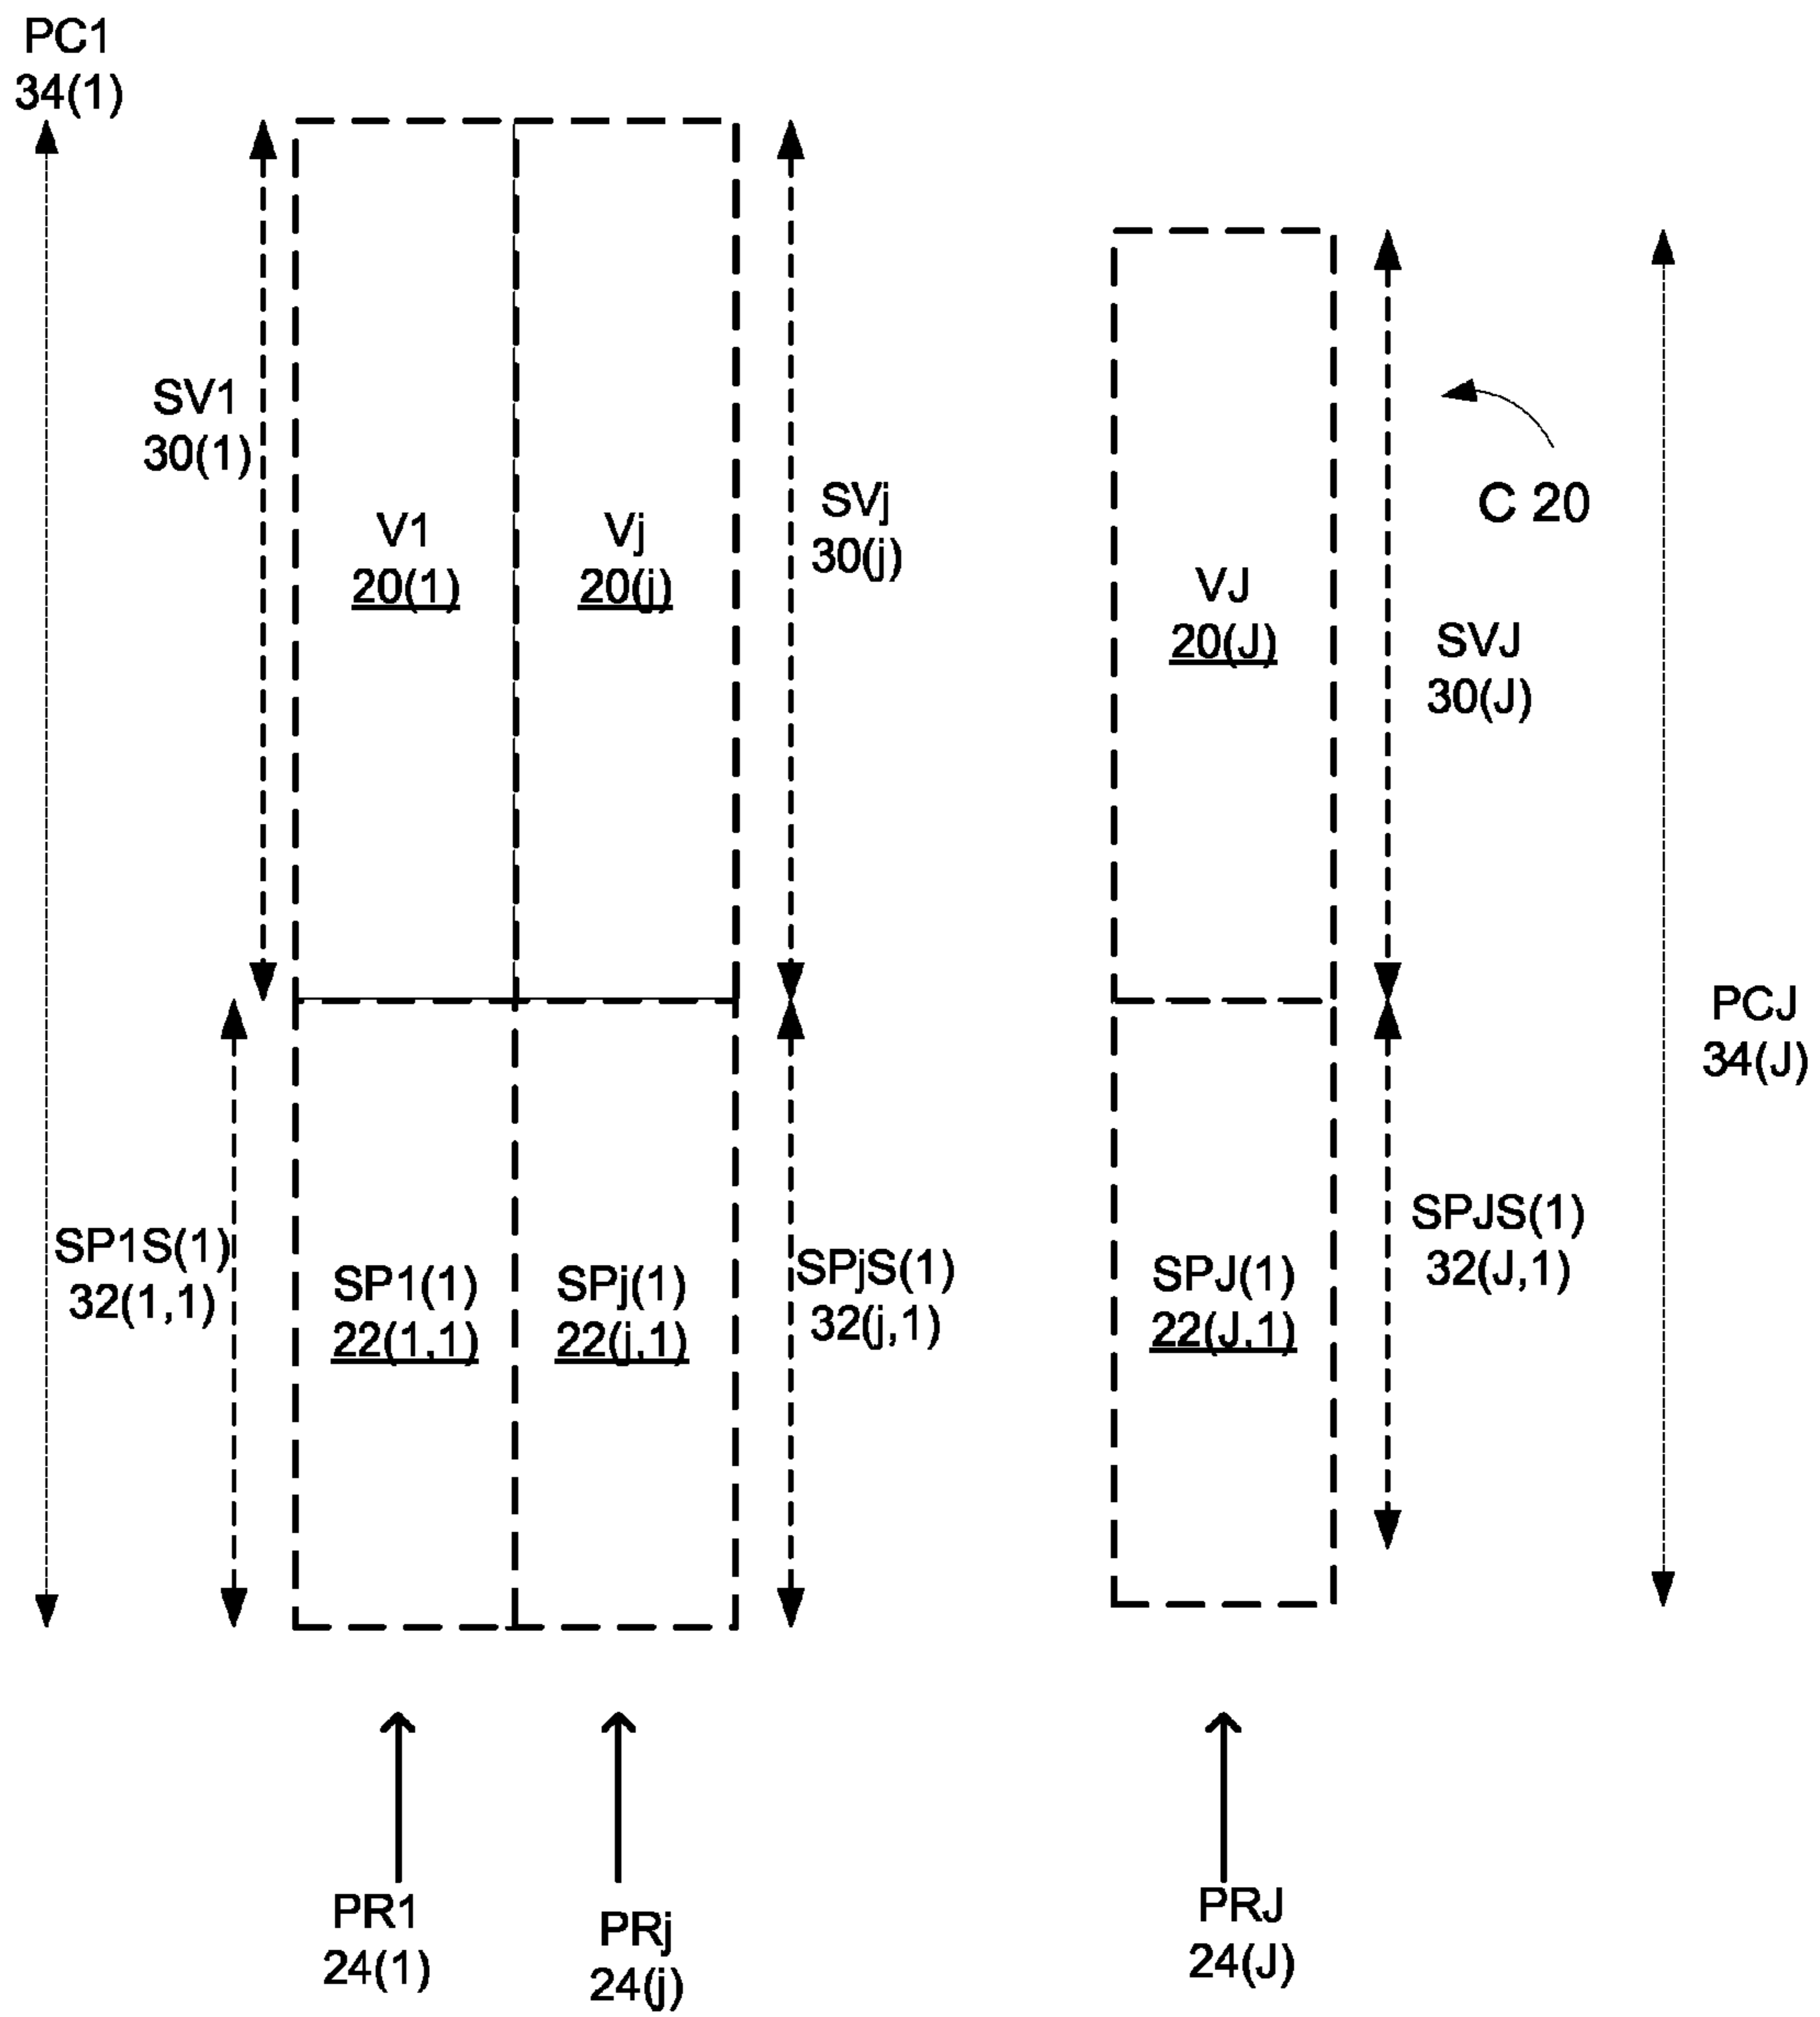 PC1
34(1)
SV1
30(1)
V1
20(1)
Vj
20(j)
SVj
30(j)
C 20
VJ
20(J)
SVJ
30(J)
PCJ
34(J)
SP1S(1)
32(1,1)
SP1(1)
22(1,1)
SPj(1)
22(j,1)
SPjS(1)
32(j,1)
SPJ(1)
22(J,1)
SPJS(1)
32(J,1)
PR1
24(1)
PRj
24(j)
PRJ
24(J)